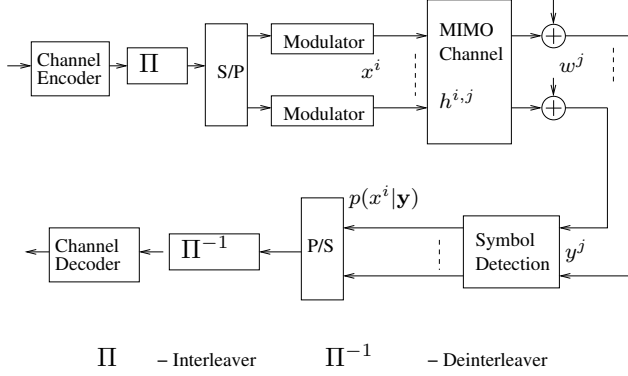 Channel
Encoder
Π
S/P
Modulator
Modulator
x^i
MIMO
Channel
h^{i,j}
w^j
Channel
Decoder
Π^{-1}
P/S
p(x^i|y)
Symbol
Detection
y^j
Π – Interleaver Π^{-1} – Deinterleaver